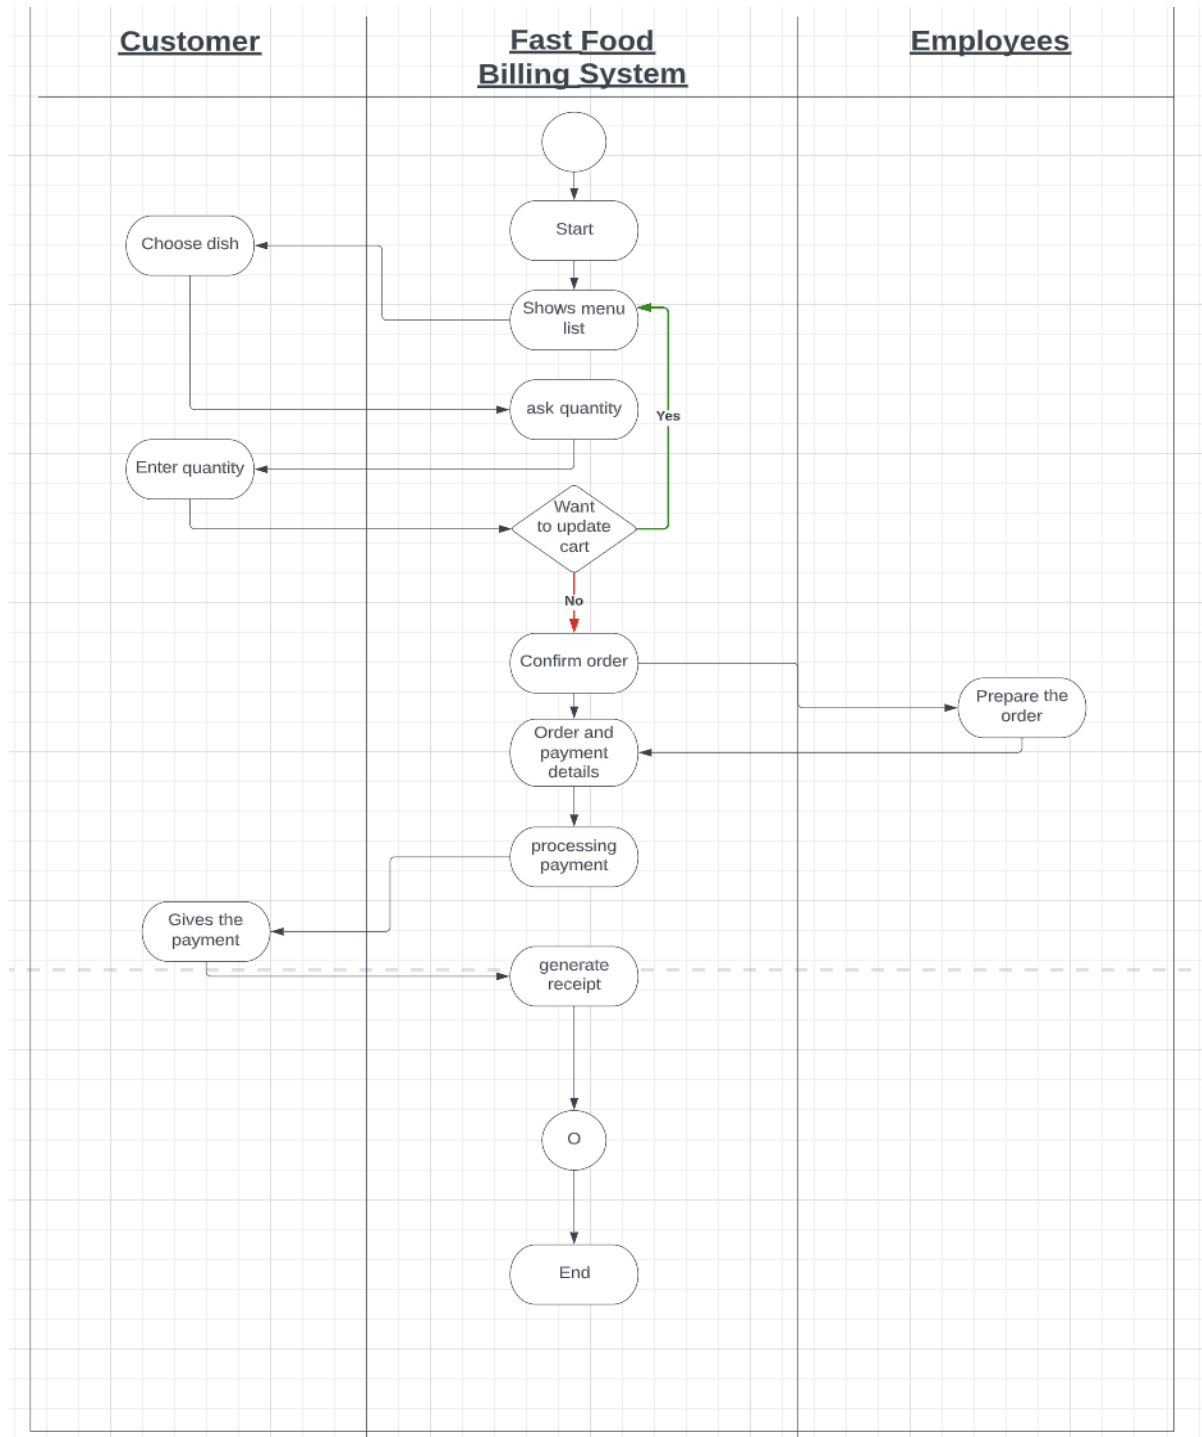 Customer
Fast Food
Billing System
Employees
Start
Choose dish
Shows menu
list
ask quantity
Yes
Enter quantity
Want
to update
cart
No
Confirm order
Prepare the
order
Order and
payment
details
processing
payment
Gives the
payment
generate
receipt
O
End